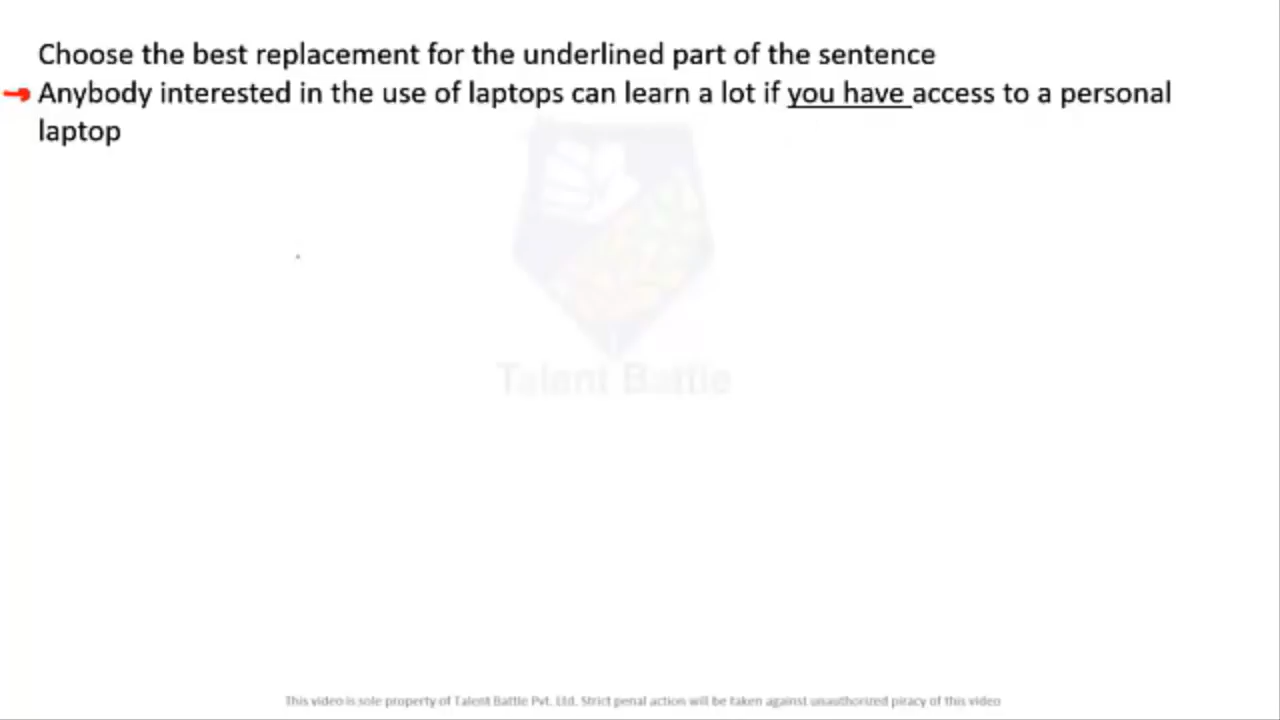 Choose the best replacement for the underlined part of the sentence
Anybody interested in the use of laptops can learn a lot if you have access to a personal
laptop
Talent Battle
This video is sole property of Talent Battle Pvt. Ltd. Strict penal action will be taken against unauthorized piracy of this video